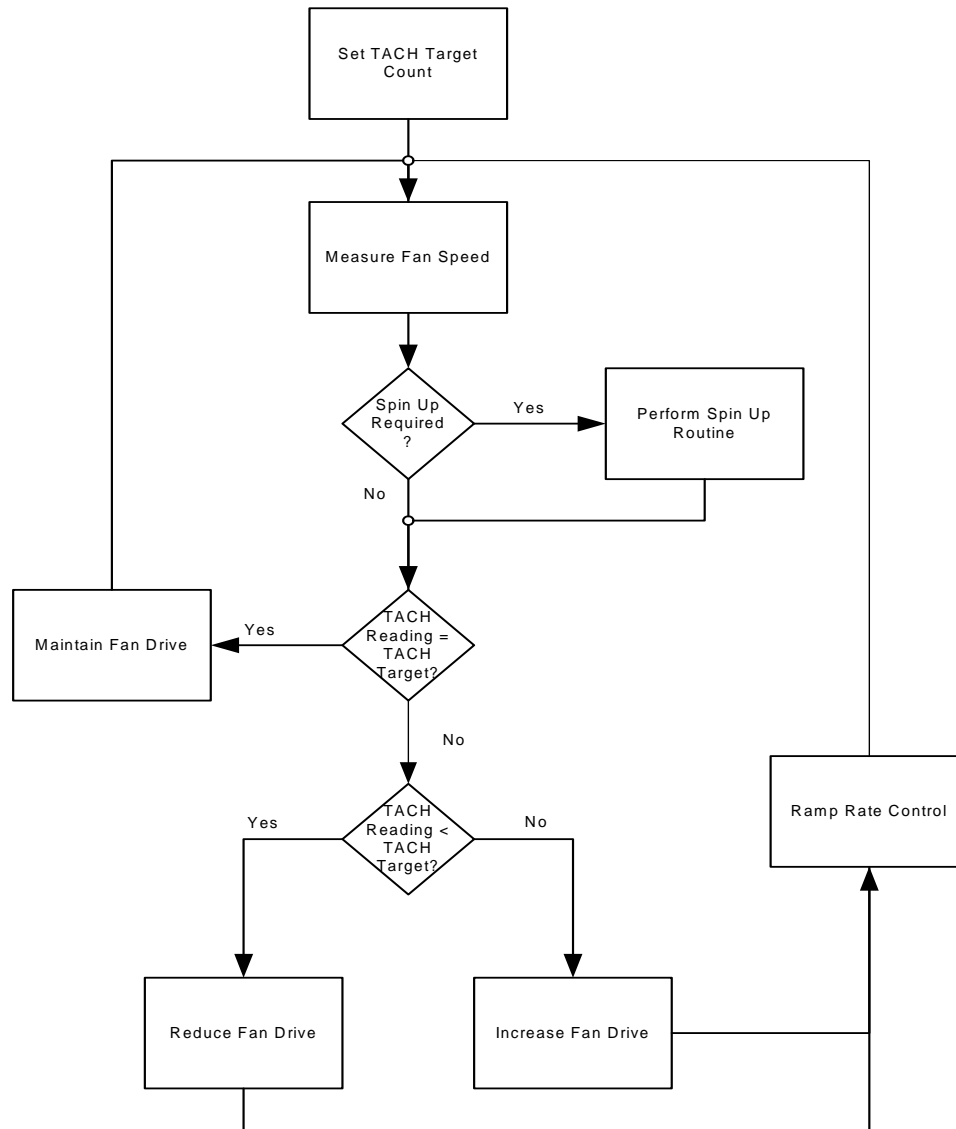 Set TACH Target
Count
Measure Fan Speed
Spin Up
Required
?
Yes
Perform Spin Up
Routine
No
TACH
Reading =
TACH
Target?
Yes
Maintain Fan Drive
No
TACH
Reading <
TACH
Target?
Yes
No
Ramp Rate Control
Reduce Fan Drive
Increase Fan Drive